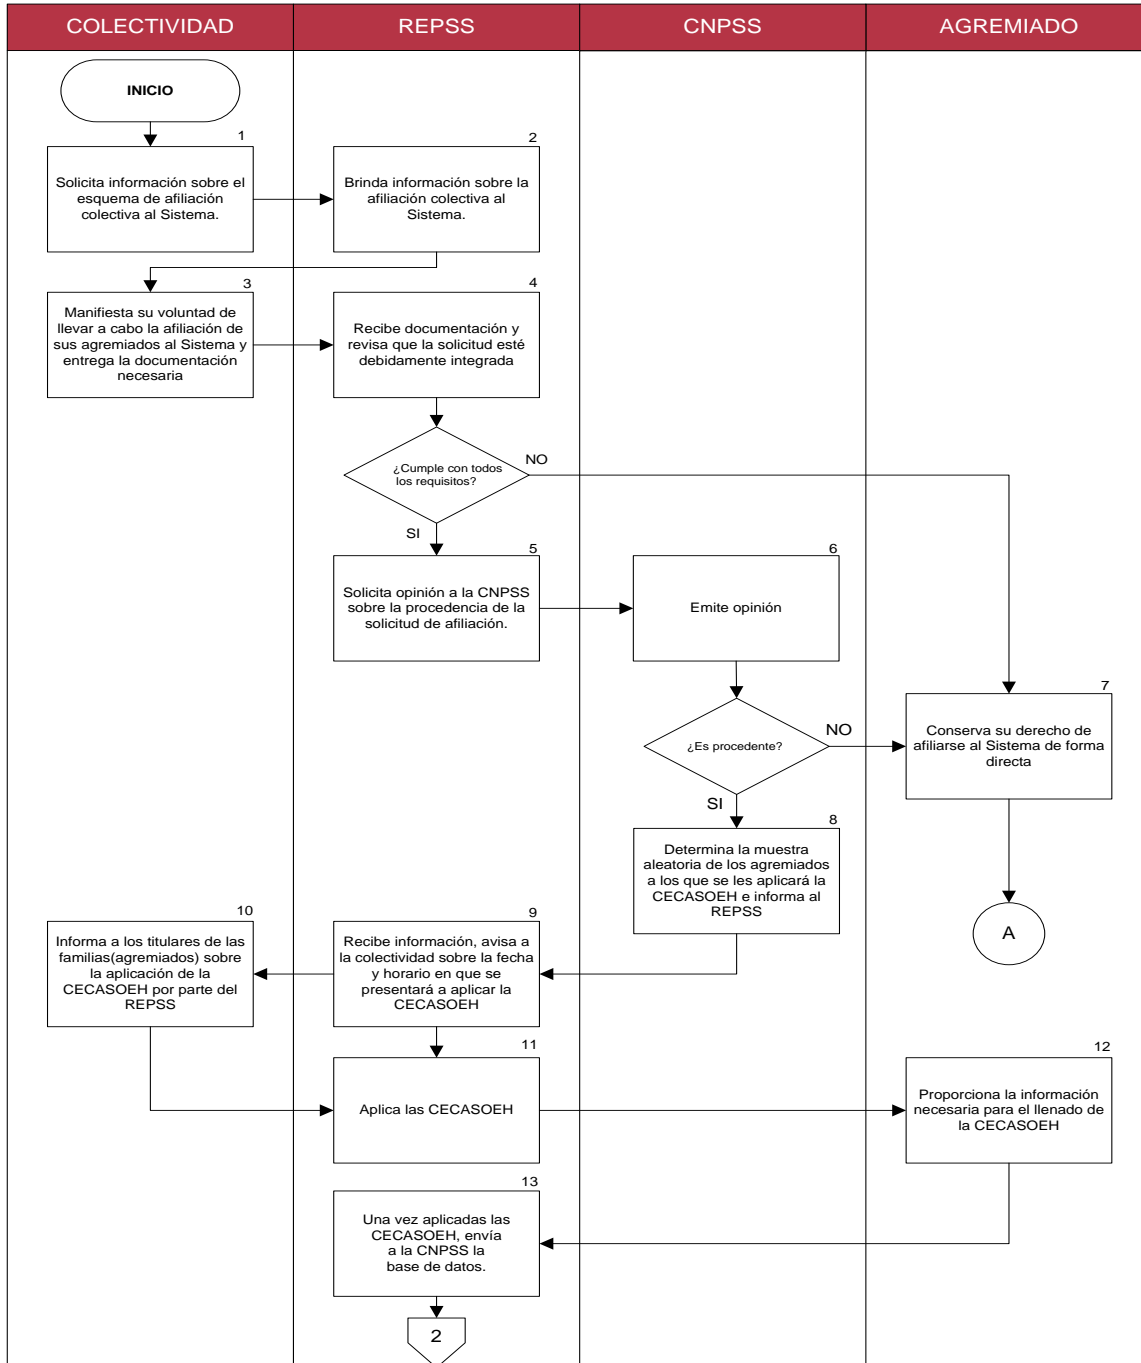 COLECTIVIDAD
REPSS
CNPSS
AGREMIADO
INICIO
1
Solicita información sobre el
esquema de afiliación
colectiva al Sistema.
2
Brinda información sobre la
afiliación colectiva al
Sistema.
3
Manifiesta su voluntad de
llevar a cabo la afiliación de
sus agremiados al Sistema y
entrega la documentación
necesaria
4
Recibe documentación y
revisa que la solicitud esté
debidamente integrada
¿Cumple con todos
los requisitos?
NO
SI
5
Solicita opinión a la CNPSS
sobre la procedencia de la
solicitud de afiliación.
6
Emite opinión
¿Es procedente?
NO
SI
7
Conserva su derecho de
afiliarse al Sistema de forma
directa
8
Determina la muestra
aleatoria de los agremiados
a los que se les aplicará la
CECASOEH e informa al
REPSS
A
9
Recibe información, avisa a
la colectividad sobre la fecha
y horario en que se
presentará a aplicar la
CECASOEH
10
Informa a los titulares de las
familias(agremiados) sobre
la aplicación de la
CECASOEH por parte del
REPSS
11
Aplica las CECASOEH
12
Proporciona la información
necesaria para el llenado de
la CECASOEH
13
Una vez aplicadas las
CECASOEH, envía
a la CNPSS la
base de datos.
2